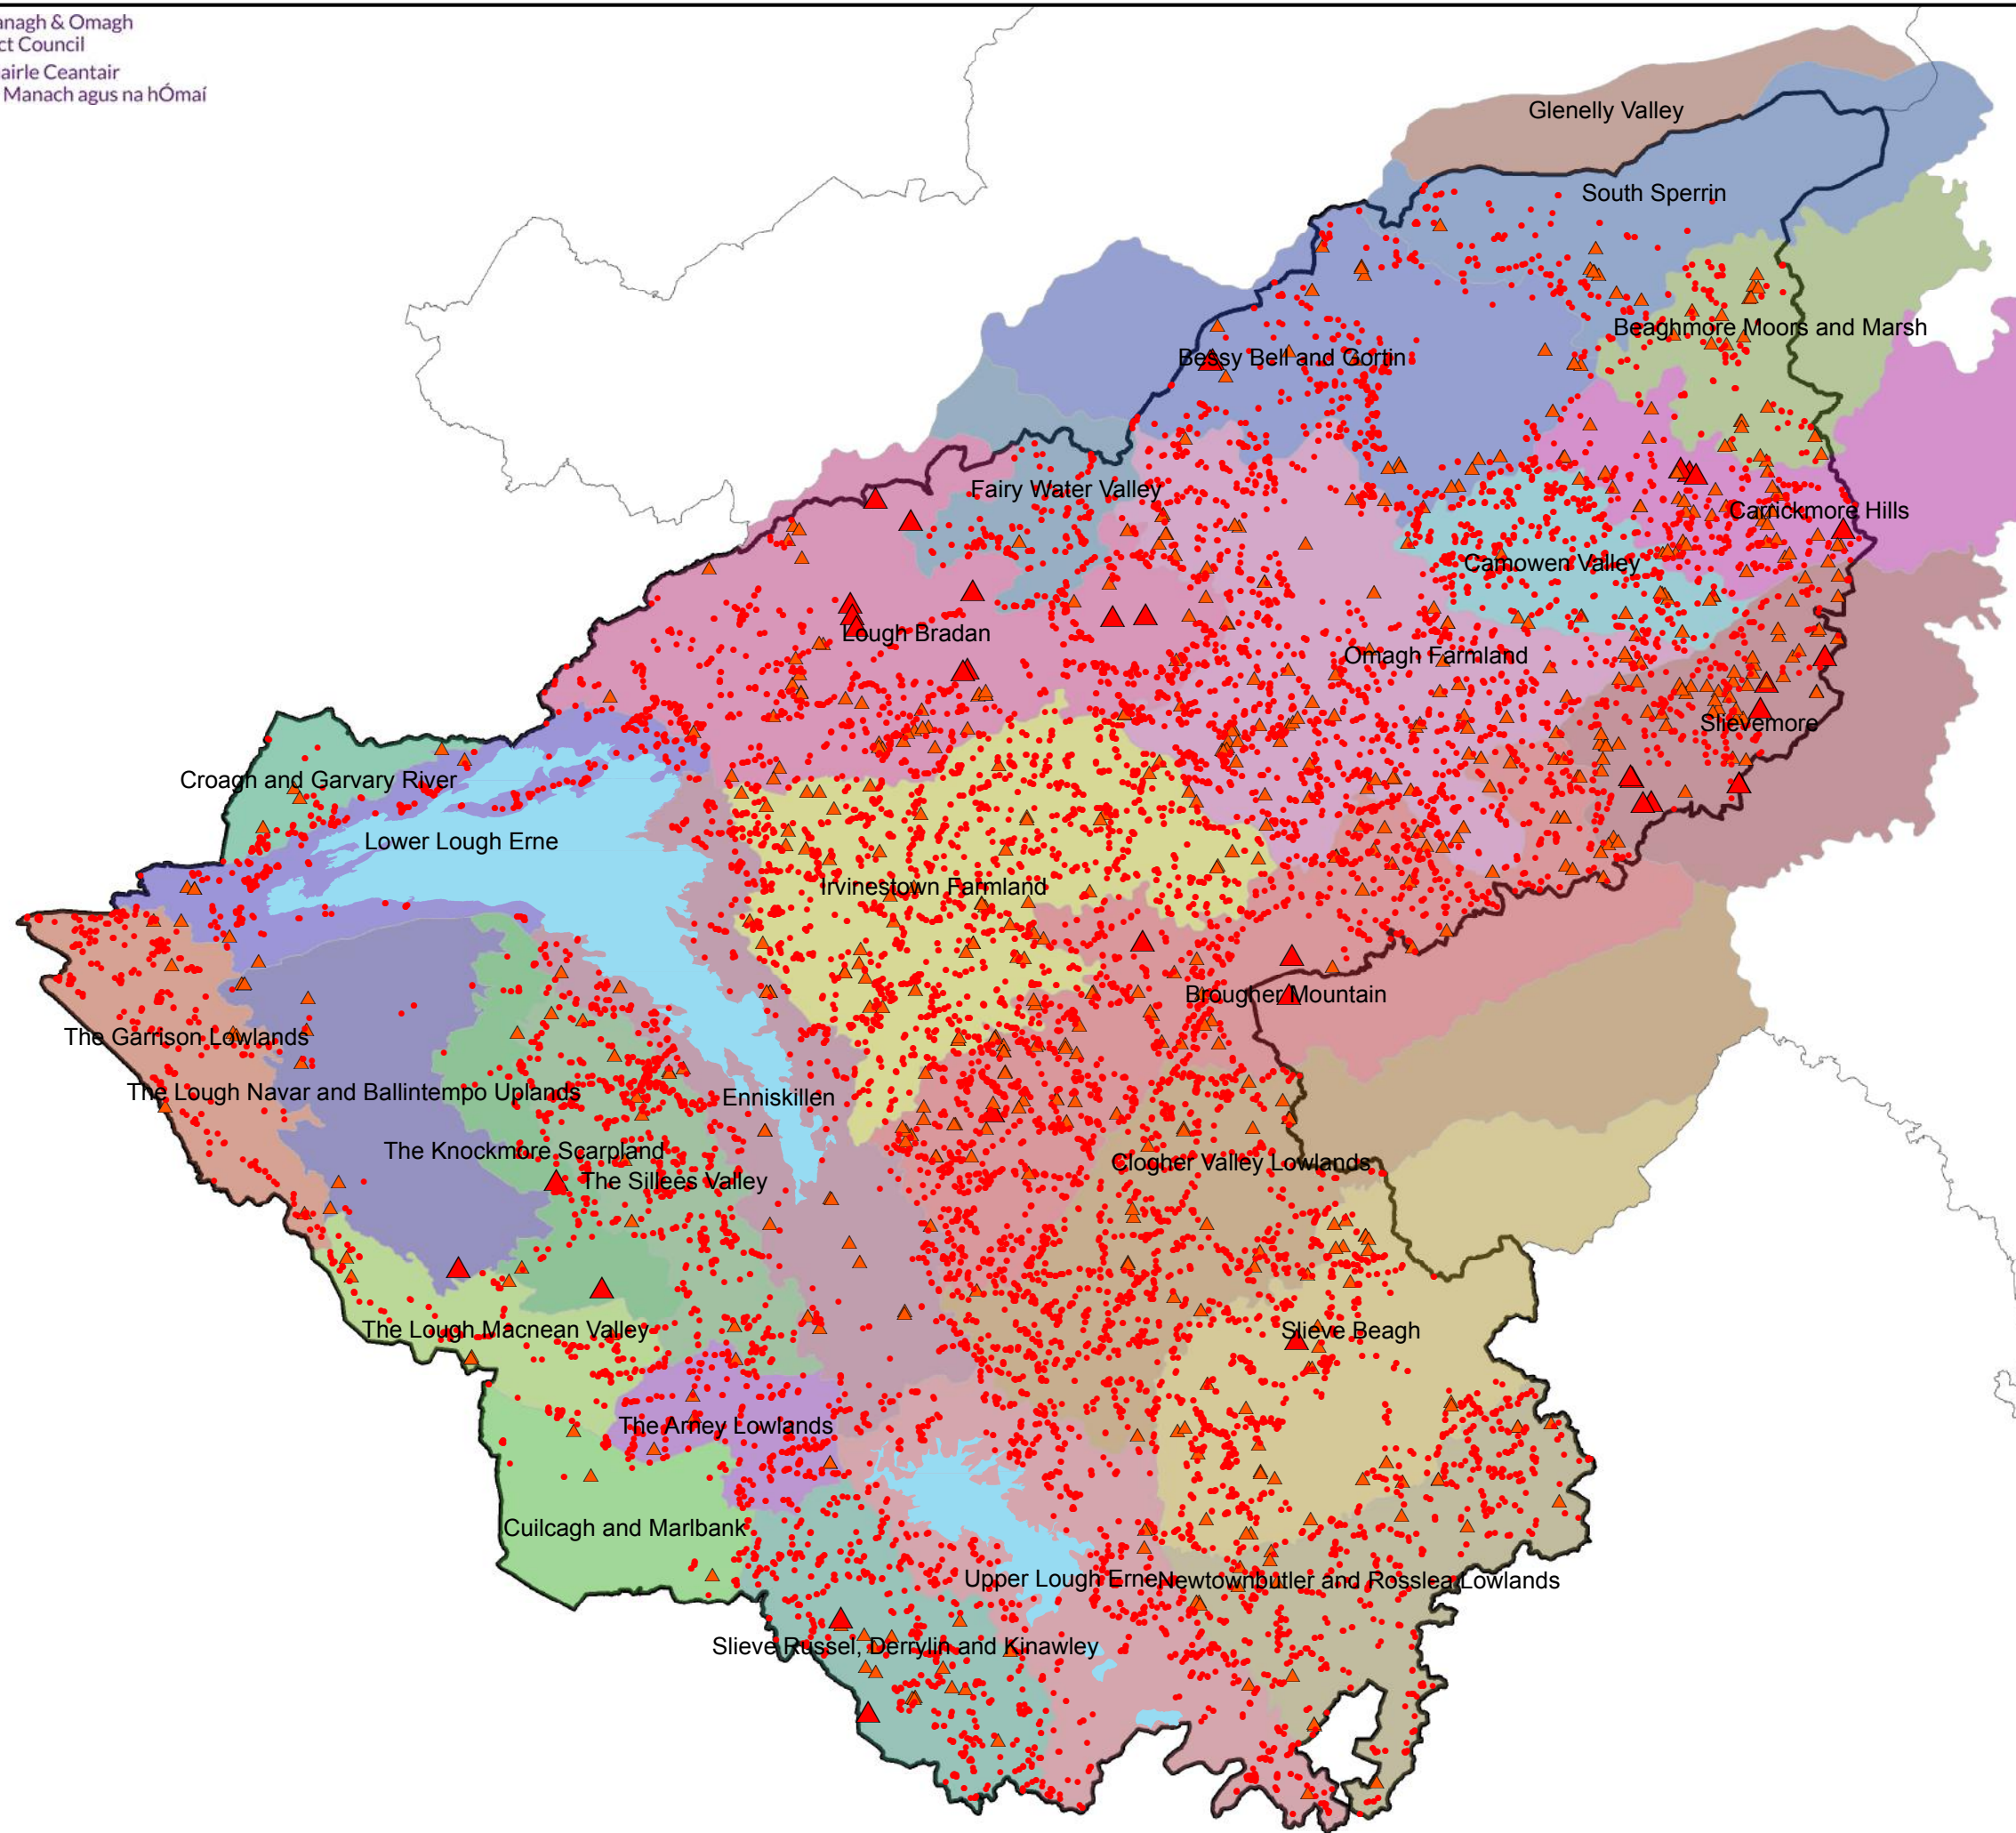 anagh & Omagh
ct Council
airle Ceantair
Manach agus na hÓmaí
Glenelly Valley
South Sperrin
Beaghmore Moors and Marsh
Bessy Bell and Gortin
Fairy Water Valley
Carrickmore Hills
Camowen Valley
Lough Bradan
Omagh Farmland
Slievemore
Croagh and Garvary River
Lower Lough Erne
Irvinestown Farmland
Brougher Mountain
The Garrison Lowlands
The Lough Navar and Ballintempo Uplands
Enniskillen
The Knockmore Scarpland
Clogher Valley Lowlands
The Sillees Valley
The Lough Macnean Valley
Slieve Beagh
The Arney Lowlands
Cuilcagh and Marlbank
Upper Lough Erne
Newtownbutler and Rosslea Lowlands
Slieve Russel, Derrylin and Kinawley